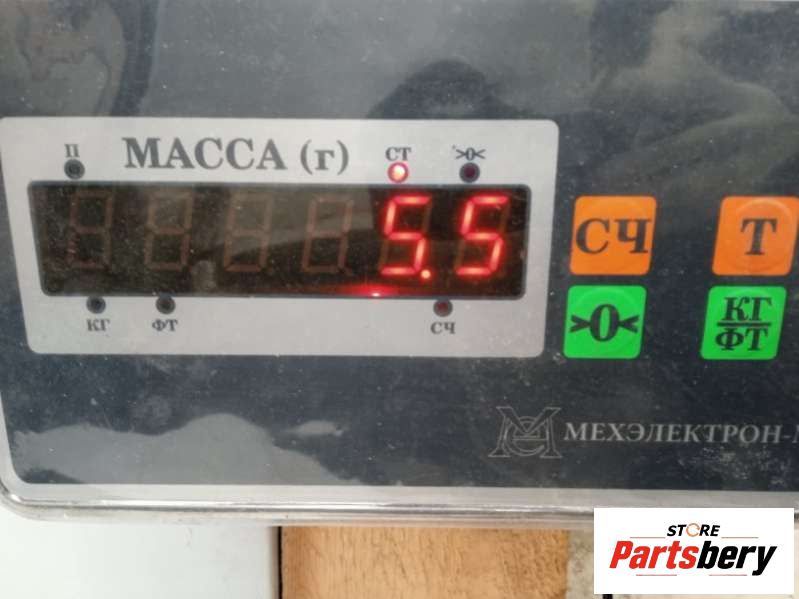 П МАССА (г) СТ >0<
5.5
КГ ФТ СЧ
СЧ Т
>0< КГ/ФТ
МЕХЭЛЕКТРОН-
STORE
Partsbery